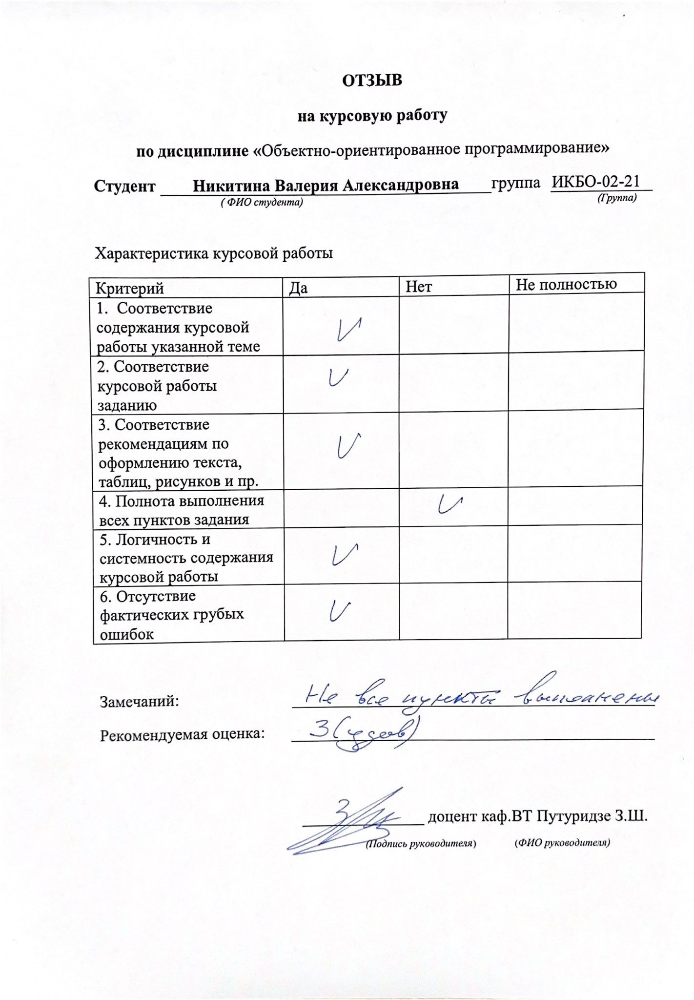 ОТЗЫВ
на курсовую работу
по дисциплине «Объектно-ориентированное программирование»
Студент Никитина Валерия Александровна группа ИКБО-02-21
( ФИО студента) (Группа)
Характеристика курсовой работы
Критерий Да Нет Не полностью
1. Соответствие
содержания курсовой
работы указанной теме
2. Соответствие
курсовой работы
заданию
3. Соответствие
рекомендациям по
оформлению текста,
таблиц, рисунков и пр.
4. Полнота выполнения
всех пунктов задания
5. Логичность и
системность содержания
курсовой работы
6. Отсутствие
фактических грубых
ошибок
Замечаний: Не все пункты выполнены
Рекомендуемая оценка: 3(удов)
доцент каф.ВТ Путуридзе З.Ш.
(Подпись руководителя) (ФИО руководителя)